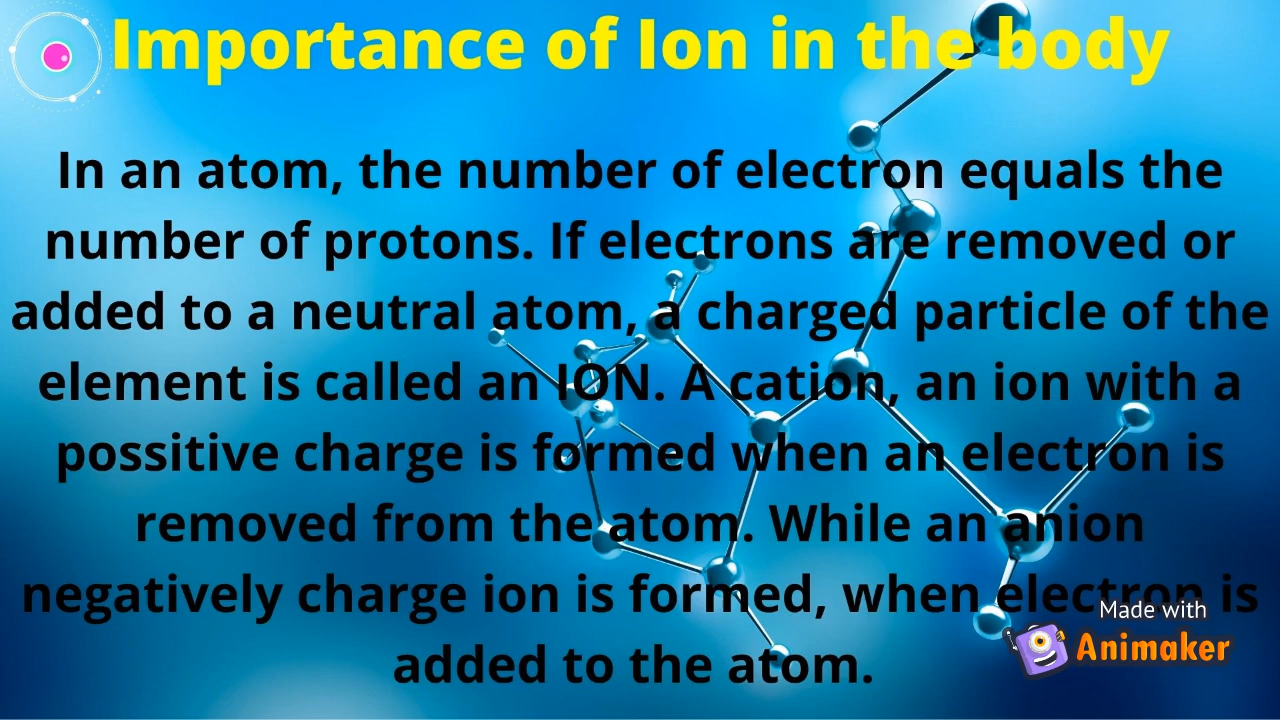 Importance of Ion in the body
In an atom, the number of electron equals the
number of protons. If electrons are removed or
added to a neutral atom, a charged particle of the
element is called an ION. A cation, an ion with a
possitive charge is formed when an electron is
removed from the atom. While an anion
negatively charge ion is formed, when electron is
added to the atom.
Made with
Animaker